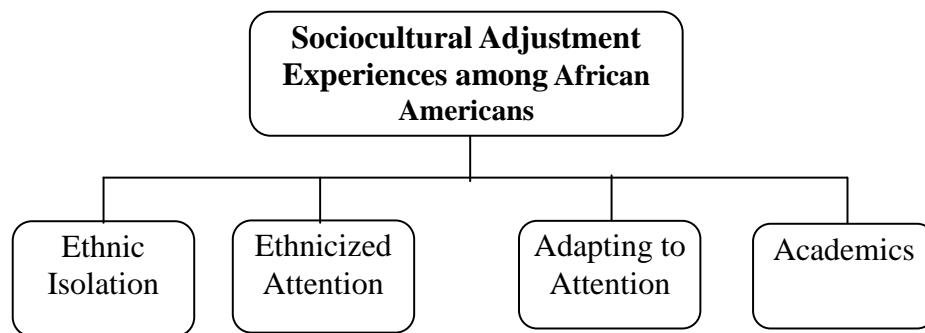 Sociocultural Adjustment
Experiences among African
Americans
Ethnic
Isolation
Ethnicized
Attention
Adapting to
Attention
Academics